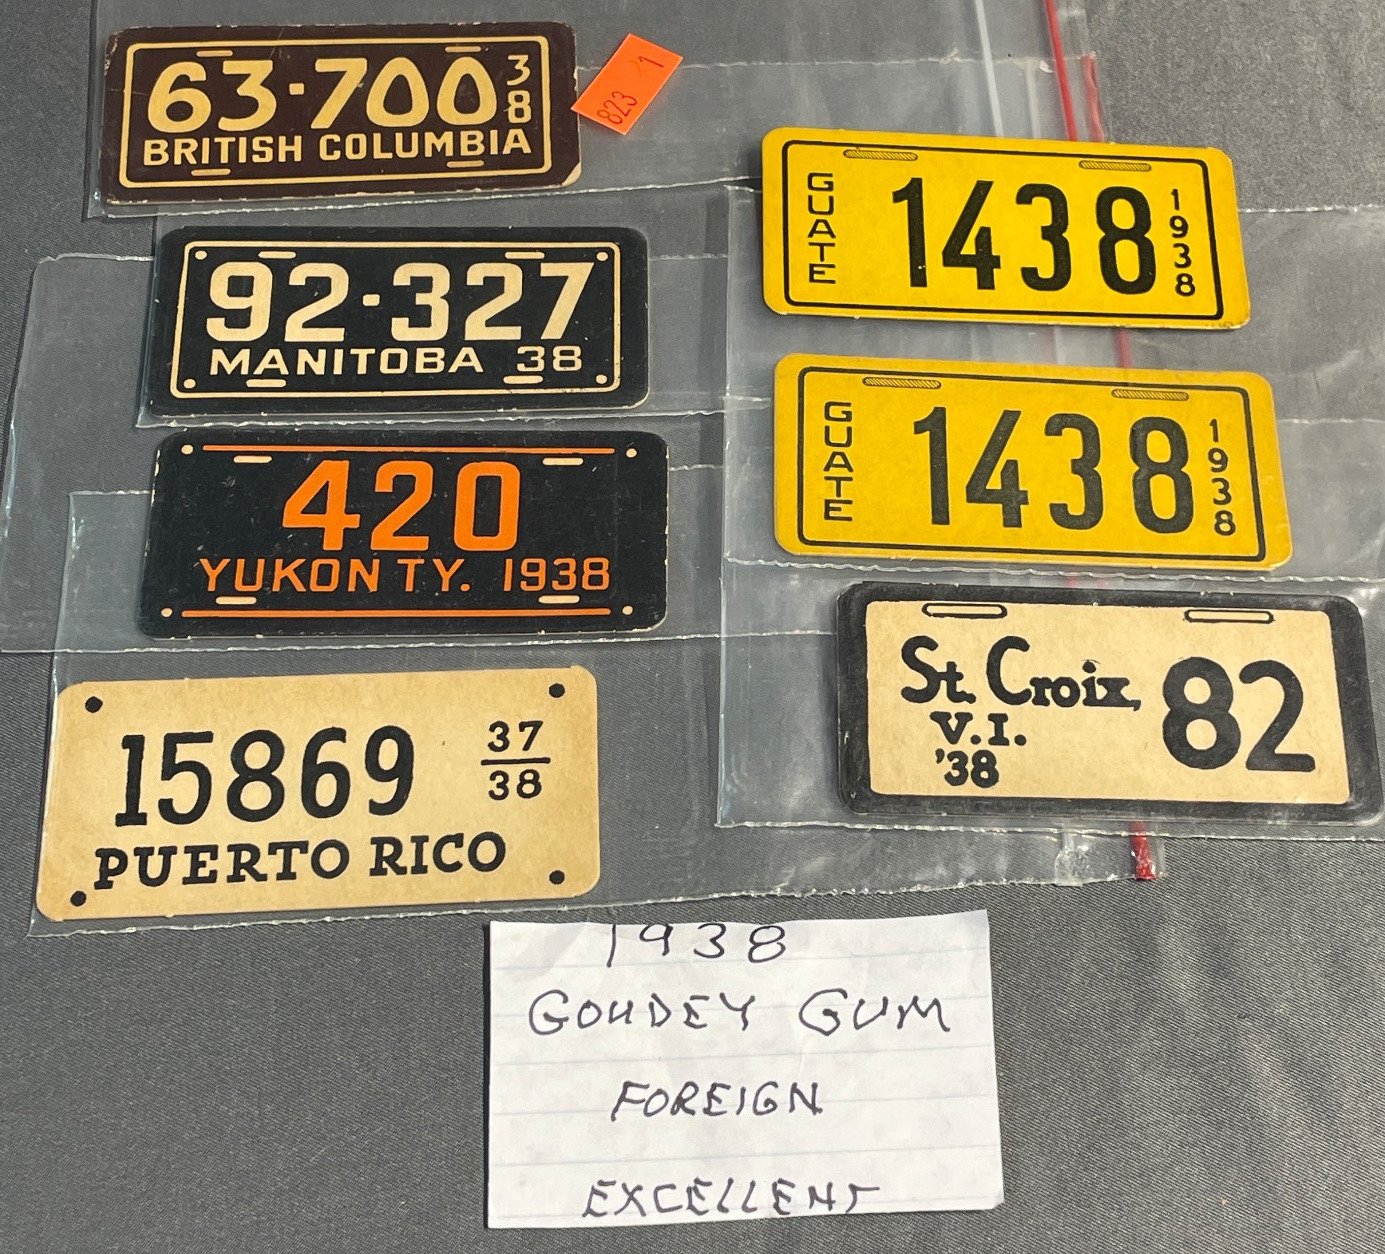 63·700 38
BRITISH COLUMBIA
823 1
92·327
MANITOBA 38
420
YUKON TY. 1938
15869 37/38
PUERTO RICO
GUATE 1438 1938
GUATE 1438 1938
St. Croix, 82
V.I.
'38
1938
GOUDEY GUM
FOREIGN
EXCELLENT